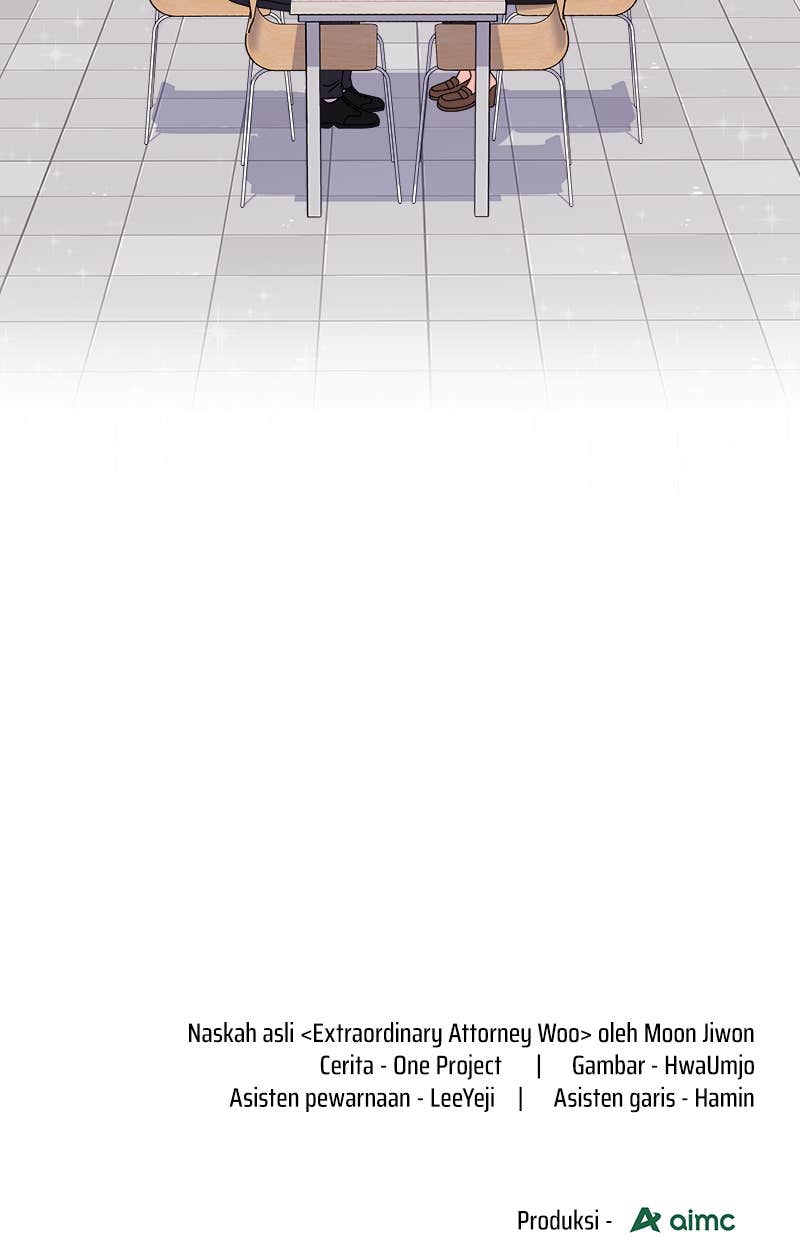 Naskah asli <Extraordinary Attorney Woo> oleh Moon Jiwon
Cerita - One Project | Gambar - HwaUmjo
Asisten pewarnaan - LeeYeji | Asisten garis - Hamin
Produksi - aimc